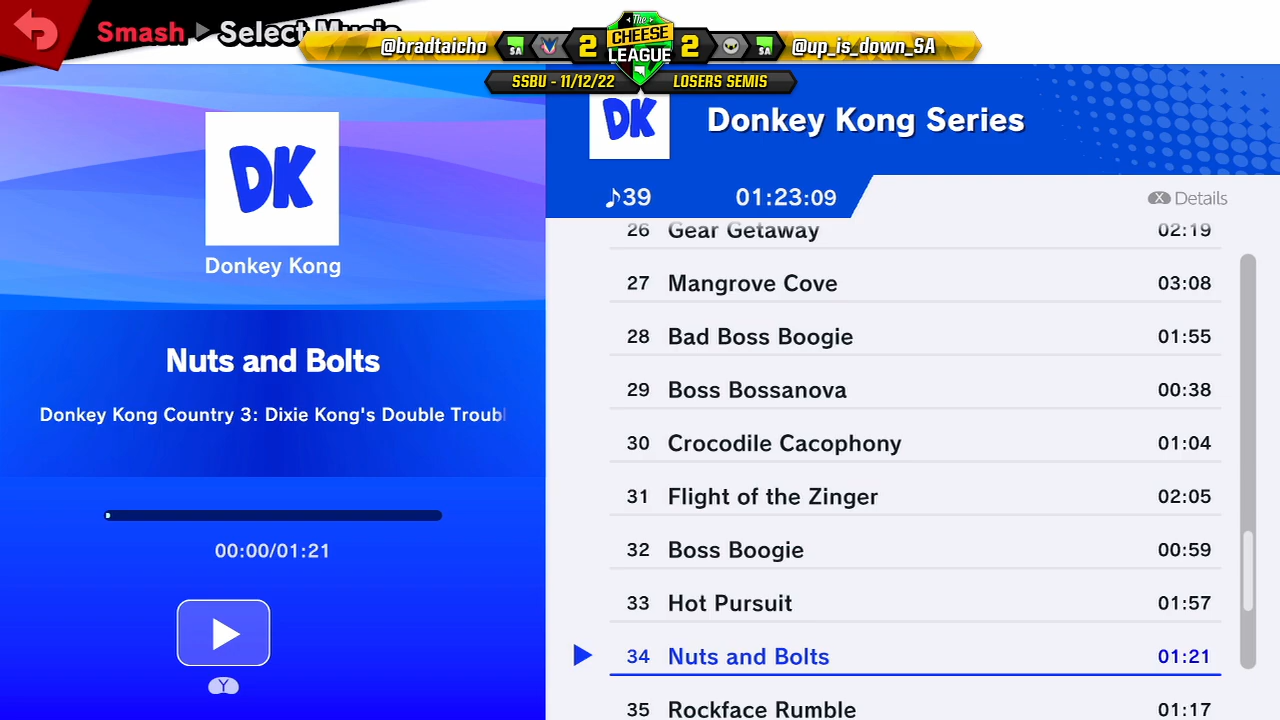 Smash ▶ Select Music
@bradtaicho SA 2 The CHEESE LEAGUE 2 SA @up_is_down_SA
SSBU - 11/12/22 LOSERS SEMIS
DK
Donkey Kong
Nuts and Bolts
Donkey Kong Country 3: Dixie Kong's Double Troubl
00:00/01:21
Y
DK Donkey Kong Series
♪39 01:23:09
X Details
26 Gear Getaway 02:19
27 Mangrove Cove 03:08
28 Bad Boss Boogie 01:55
29 Boss Bossanova 00:38
30 Crocodile Cacophony 01:04
31 Flight of the Zinger 02:05
32 Boss Boogie 00:59
33 Hot Pursuit 01:57
34 Nuts and Bolts 01:21
35 Rockface Rumble 01:17